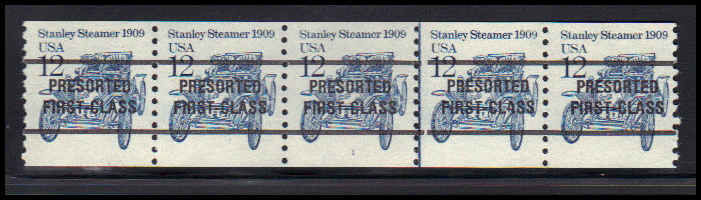 Stanley Steamer 1909 Stanley Steamer 1909 Stanley Steamer 1909 Stanley Steamer 1909 Stanley Steamer 1909
USA USA USA USA USA
12 12 12 12 12
PRESORTED PRESORTED PRESORTED PRESORTED PRESORTED
FIRST-CLASS FIRST-CLASS FIRST-CLASS FIRST-CLASS FIRST-CLASS
1